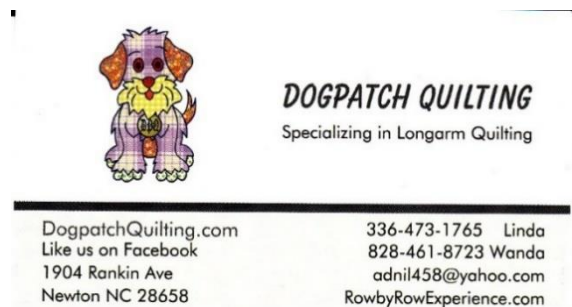 DOGPATCH QUILTING
Specializing in Longarm Quilting
DogpatchQuilting.com
Like us on Facebook
1904 Rankin Ave
Newton NC 28658
336-473-1765 Linda
828-461-8723 Wanda
adnil458@yahoo.com
RowbyRowExperience.com